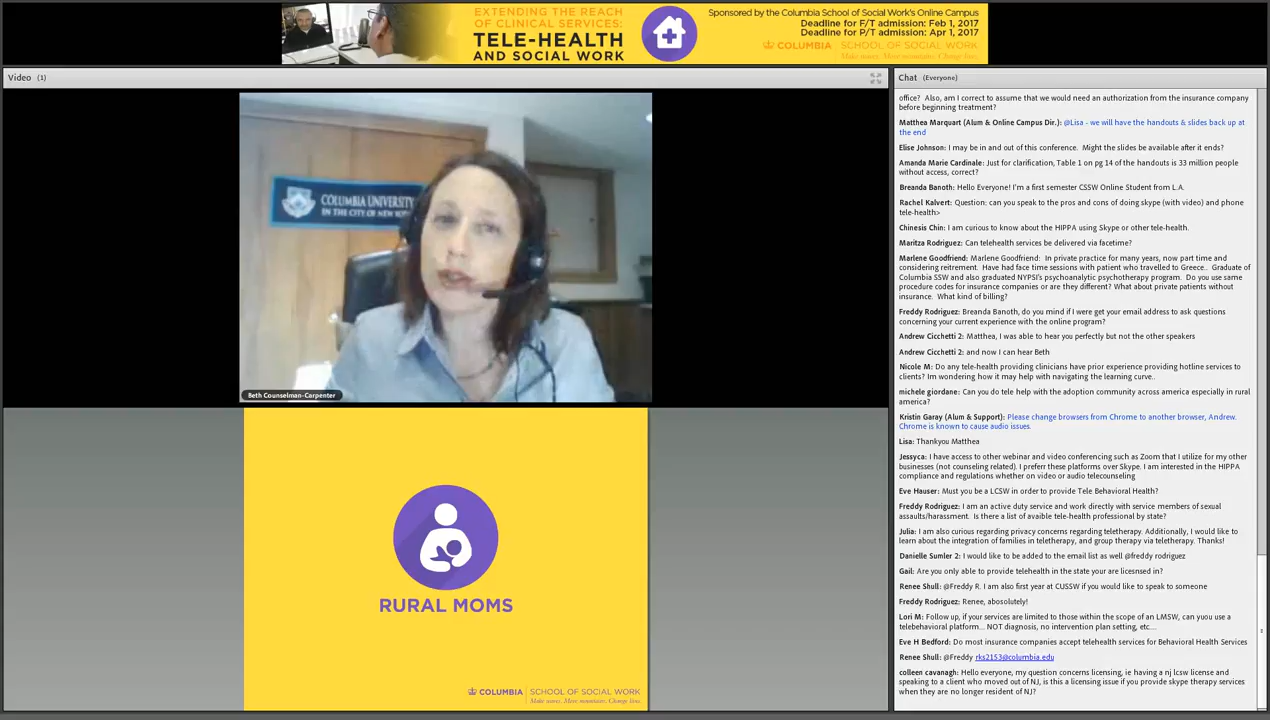 EXTENDING THE REACH
OF CLINICAL SERVICES:
TELE-HEALTH
AND SOCIAL WORK
Sponsored by the Columbia School of Social Work's Online Campus
Deadline for F/T admission: Feb 1, 2017
Deadline for P/T admission: Apr 1, 2017
COLUMBIA SCHOOL OF SOCIAL WORK
Make waves. Move mountains. Change lives.
Video (1)
COLUMBIA UNIVERSITY
IN THE CITY OF NEW YORK
Beth Counselman-Carpenter
RURAL MOMS
COLUMBIA SCHOOL OF SOCIAL WORK
Make waves. Move mountains. Change lives.
Chat (Everyone)
office? Also, am I correct to assume that we would need an authorization from the insurance company
before beginning treatment?
Matthea Marquart (Alum & Online Campus Dir.): @Lisa - we will have the handouts & slides back up at
the end
Elise Johnson: I may be in and out of this conference. Might the slides be available after it ends?
Amanda Marie Cardinale: Just for clarification, Table 1 on pg 14 of the handouts is 33 million people
without access, correct?
Breanda Banoth: Hello Everyone! I'm a first semester CSSW Online Student from L.A.
Rachel Kalvert: Question: can you speak to the pros and cons of doing skype (with video) and phone
tele-health>
Chinesis Chin: I am curious to know about the HIPPA using Skype or other tele-health.
Maritza Rodriguez: Can telehealth services be delivered via facetime?
Marlene Goodfriend: Marlene Goodfriend: In private practice for many years, now part time and
considering reitrement. Have had face time sessions with patient who travelled to Greece.. Graduate of
Columbia SSW and also graduated NYPSI's psychoanalytic psychotherapy program. Do you use same
procedure codes for insurance companies or are they different? What about private patients without
insurance. What kind of billing?
Freddy Rodriguez: Breanda Banoth, do you mind if I were get your email address to ask questions
concerning your current experience with the online program?
Andrew Cicchetti 2: Matthea, I was able to hear you perfectly but not the other speakers
Andrew Cicchetti 2: and now I can hear Beth
Nicole M: Do any tele-health providing clinicians have prior experience providing hotline services to
clients? Im wondering how it may help with navigating the learning curve..
michele giordane: Can you do tele help with the adoption community across america especially in rural
america?
Kristin Garay (Alum & Support): Please change browsers from Chrome to another browser, Andrew.
Chrome is known to cause audio issues.
Lisa: Thankyou Matthea
Jessyca: I have access to other webinar and video conferencing such as Zoom that I utilize for my other
businesses (not counseling related). I prefer these platforms over Skype. I am interested in the HIPPA
compliance and regulations whether on video or audio telecounseling
Eve Hauser: Must you be a LCSW in order to provide Tele Behavioral Health?
Freddy Rodriguez: I am an active duty service and work directly with service members of sexual
assaults/harassment. Is there a list of avaible tele-health professional by state?
Julia: I am also curious regarding privacy concerns regarding teletherapy. Additionally, I would like to
learn about the integration of families in teletherapy, and group therapy via teletherapy. Thanks!
Danielle Sumler 2: I would like to be added to the email list as well @freddy rodriguez
Gail: Are you only able to provide telehealth in the state your are licesnsed in?
Renee Shull: @Freddy R. I am also first year at CUSSW if you would like to speak to someone
Freddy Rodriguez: Renee, abosolutely!
Lori M: Follow up, if your services are limited to those within the scope of an LMSW, can yuou use a
telebehavioral platform... NOT diagnosis, no intervention plan setting, etc....
Eve H Bedford: Do most insurance companies accept telehealth services for Behavioral Health Services
Renee Shull: @Freddy rks2153@columbia.edu
colleen cavanagh: Hello everyone, my question concerns licensing, ie having a nj lcsw license and
speaking to a client who moved out of NJ, is this a licensing issue if you provide skype therapy services
when they are no longer resident of NJ?